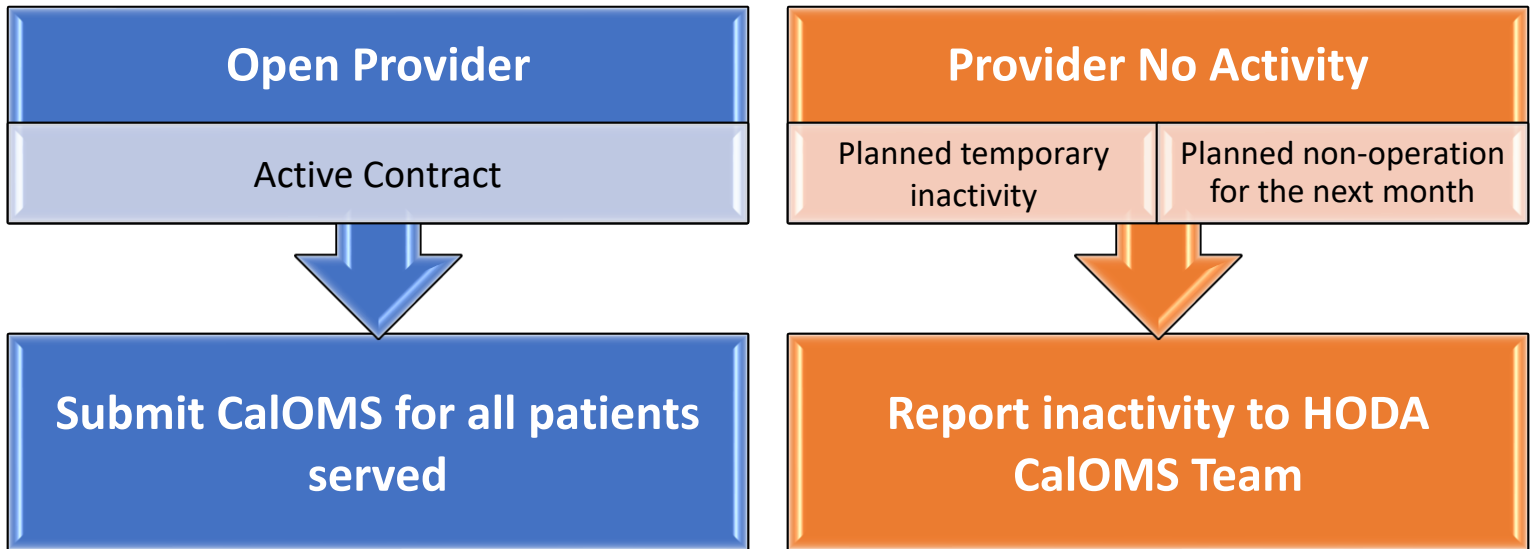 Open Provider
Active Contract
Submit CalOMS for all patients
served
Provider No Activity
Planned temporary
inactivity
Planned non-operation
for the next month
Report inactivity to HODA
CalOMS Team